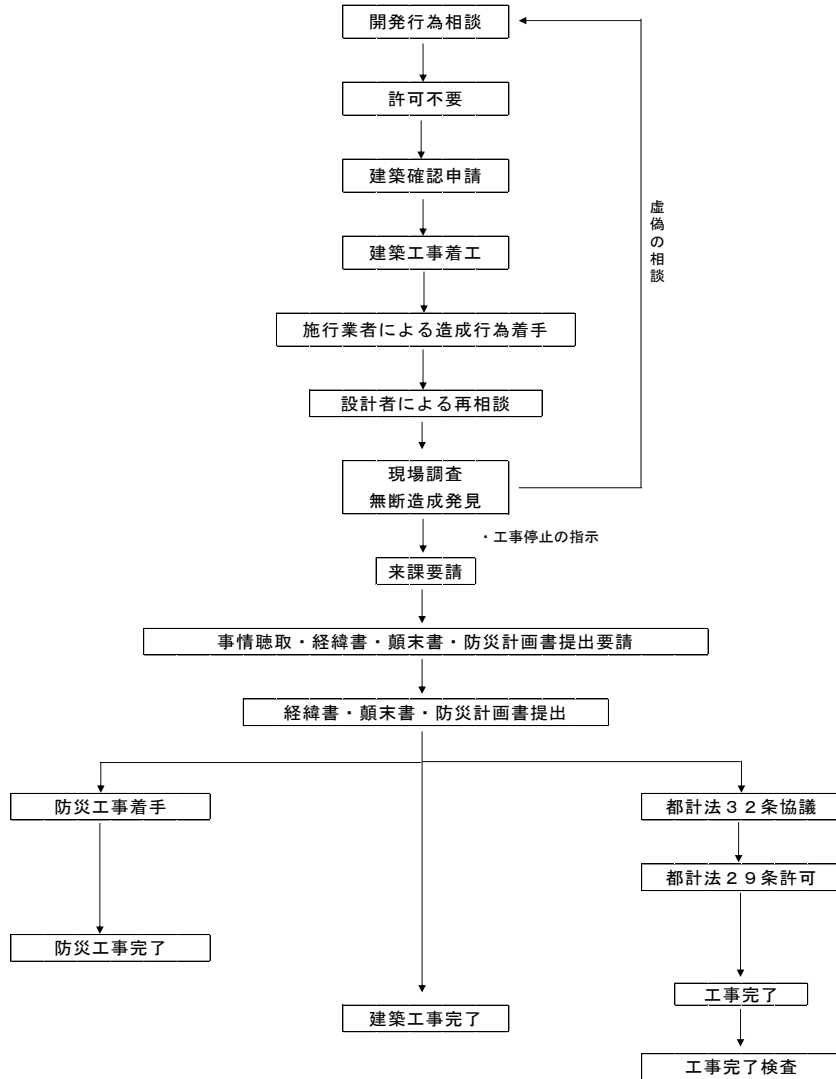 開発行為相談
許可不要
建築確認申請
虚偽の相談
建築工事着工
施行業者による造成行為着手
設計者による再相談
現場調査
無断造成発見
・工事停止の指示
来課要請
事情聴取・経緯書・顛末書・防災計画書提出要請
経緯書・顛末書・防災計画書提出
防災工事着手
都計法３２条協議
都計法２９条許可
防災工事完了
工事完了
建築工事完了
工事完了検査